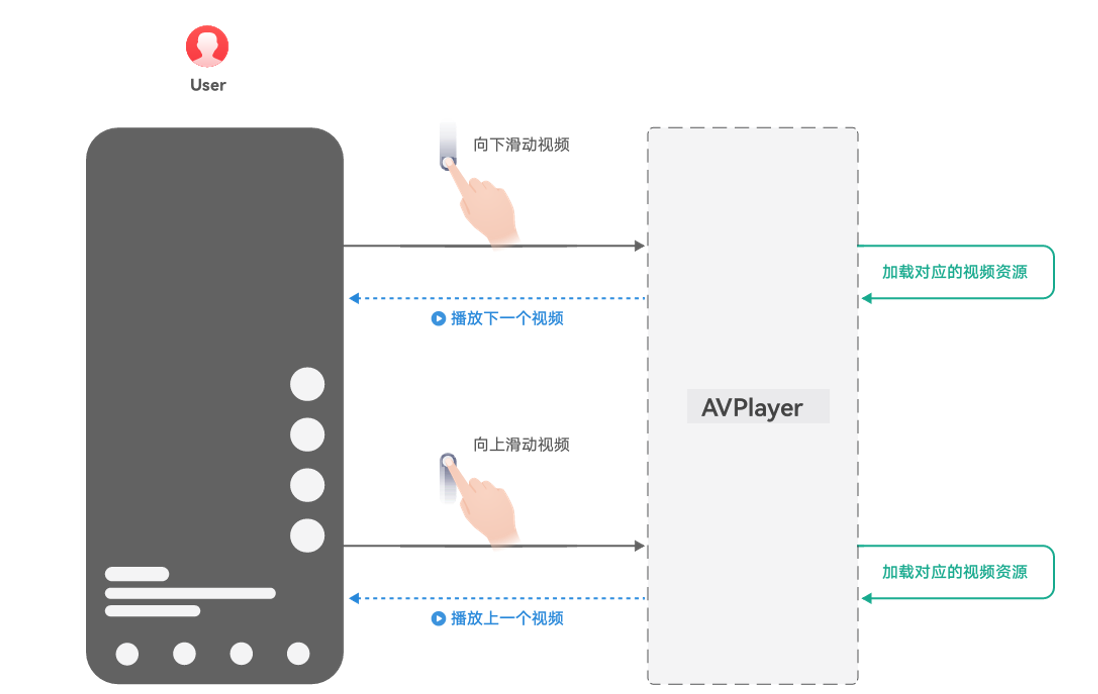 User
向下滑动视频
加载对应的视频资源
播放下一个视频
AVPlayer
向上滑动视频
加载对应的视频资源
播放上一个视频